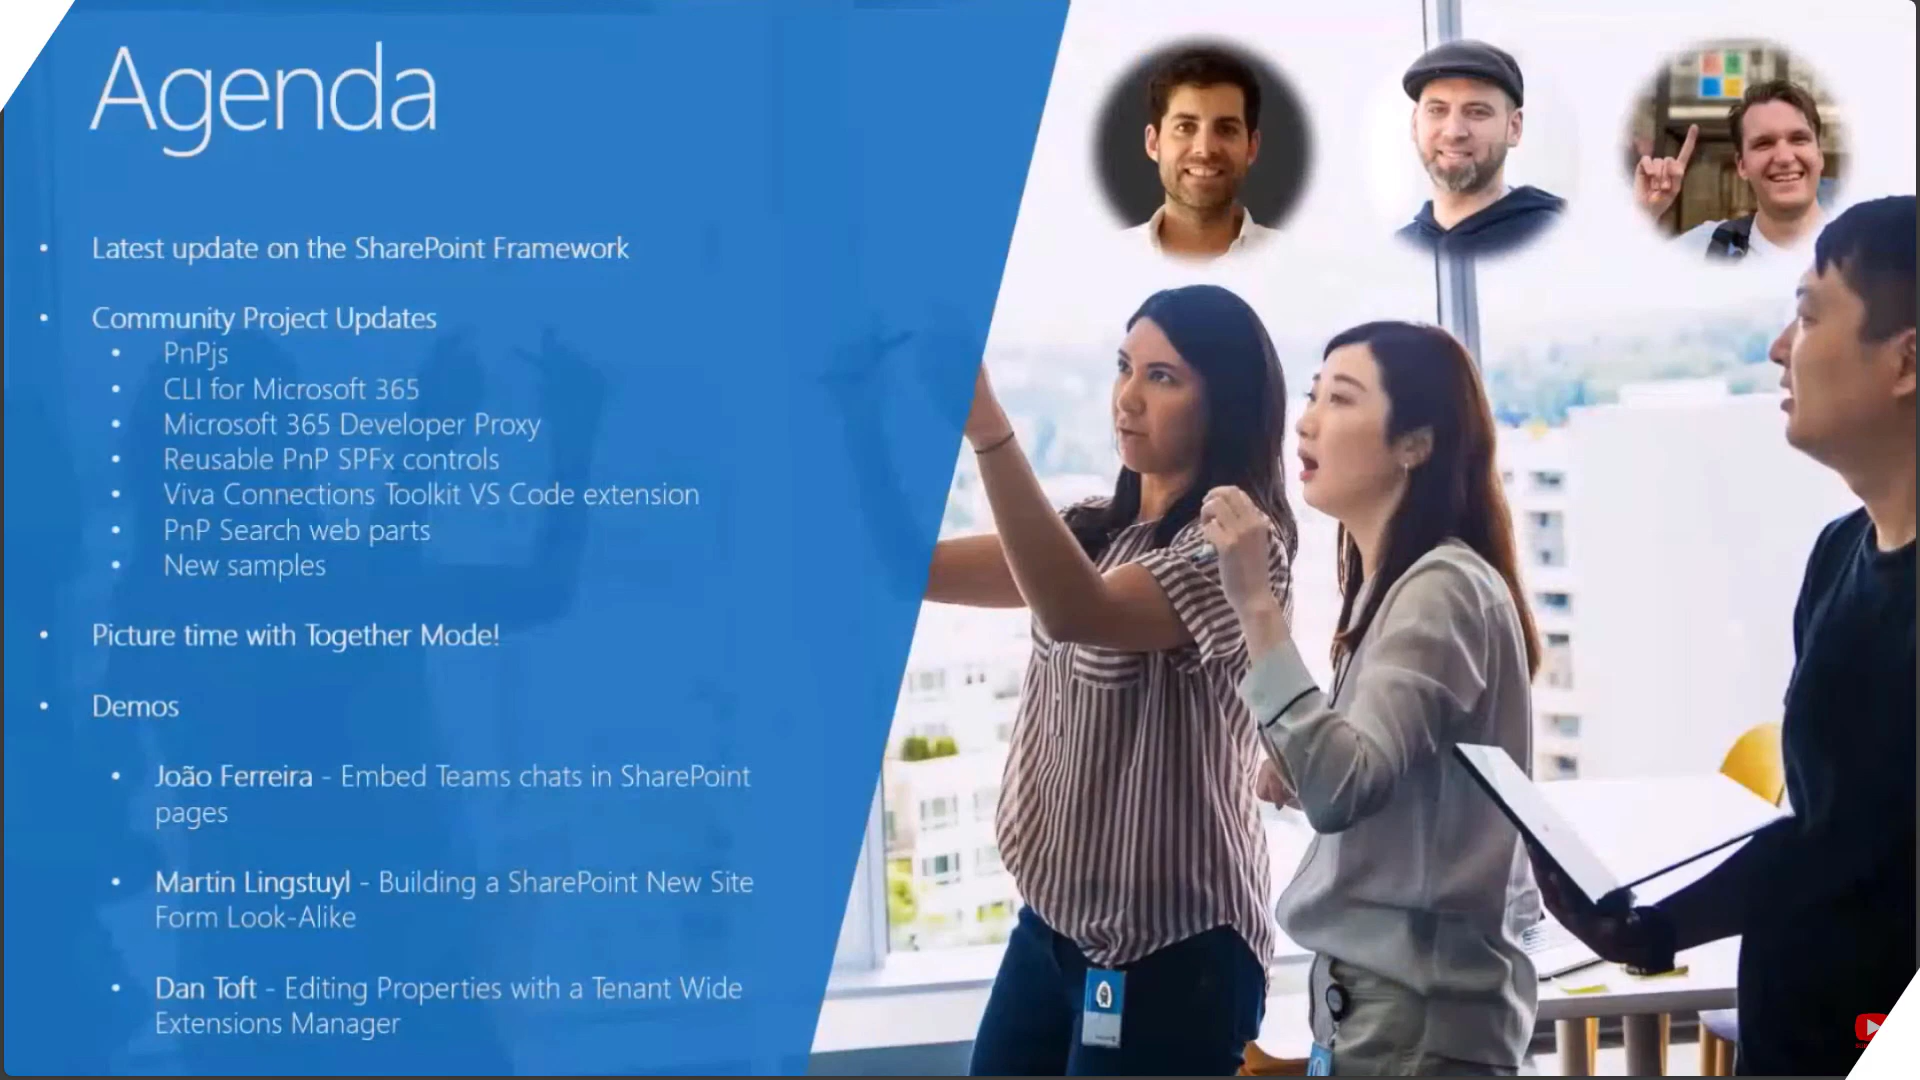 Agenda
• Latest update on the SharePoint Framework
• Community Project Updates
• PnPjs
• CLI for Microsoft 365
• Microsoft 365 Developer Proxy
• Reusable PnP SPFx controls
• Viva Connections Toolkit VS Code extension
• PnP Search web parts
• New samples
• Picture time with Together Mode!
• Demos
• João Ferreira - Embed Teams chats in SharePoint
pages
• Martin Lingstuyl - Building a SharePoint New Site
Form Look-Alike
• Dan Toft - Editing Properties with a Tenant Wide
Extensions Manager